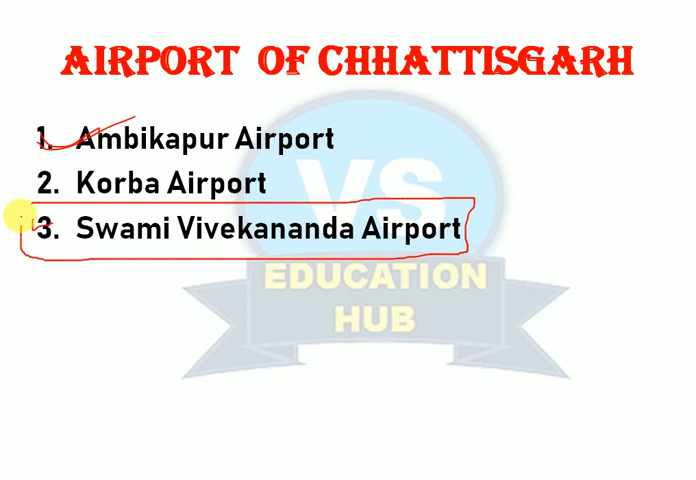 AIRPORT OF CHHATTISGARH
1. Ambikapur Airport
2. Korba Airport
3. Swami Vivekananda Airport
VS
EDUCATION
HUB